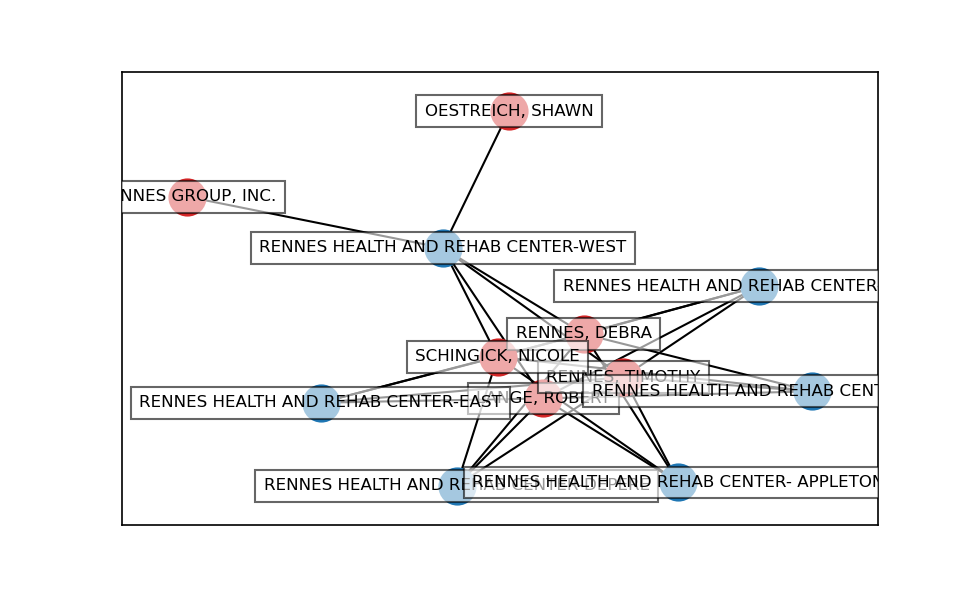 OESTREICH, SHAWN
NNES GROUP, INC.
RENNES HEALTH AND REHAB CENTER-WEST
RENNES HEALTH AND REHAB CENTER
RENNES, DEBRA
SCHINGICK, NICOLE
RENNES, TIMOTHY
RENNES HEALTH AND REHAB CENT
RENNES HEALTH AND REHAB CENTER-EAST
LANGE, ROBERT
RENNES HEALTH AND REHAB CENTER-DEPERE
RENNES HEALTH AND REHAB CENTER- APPLETON